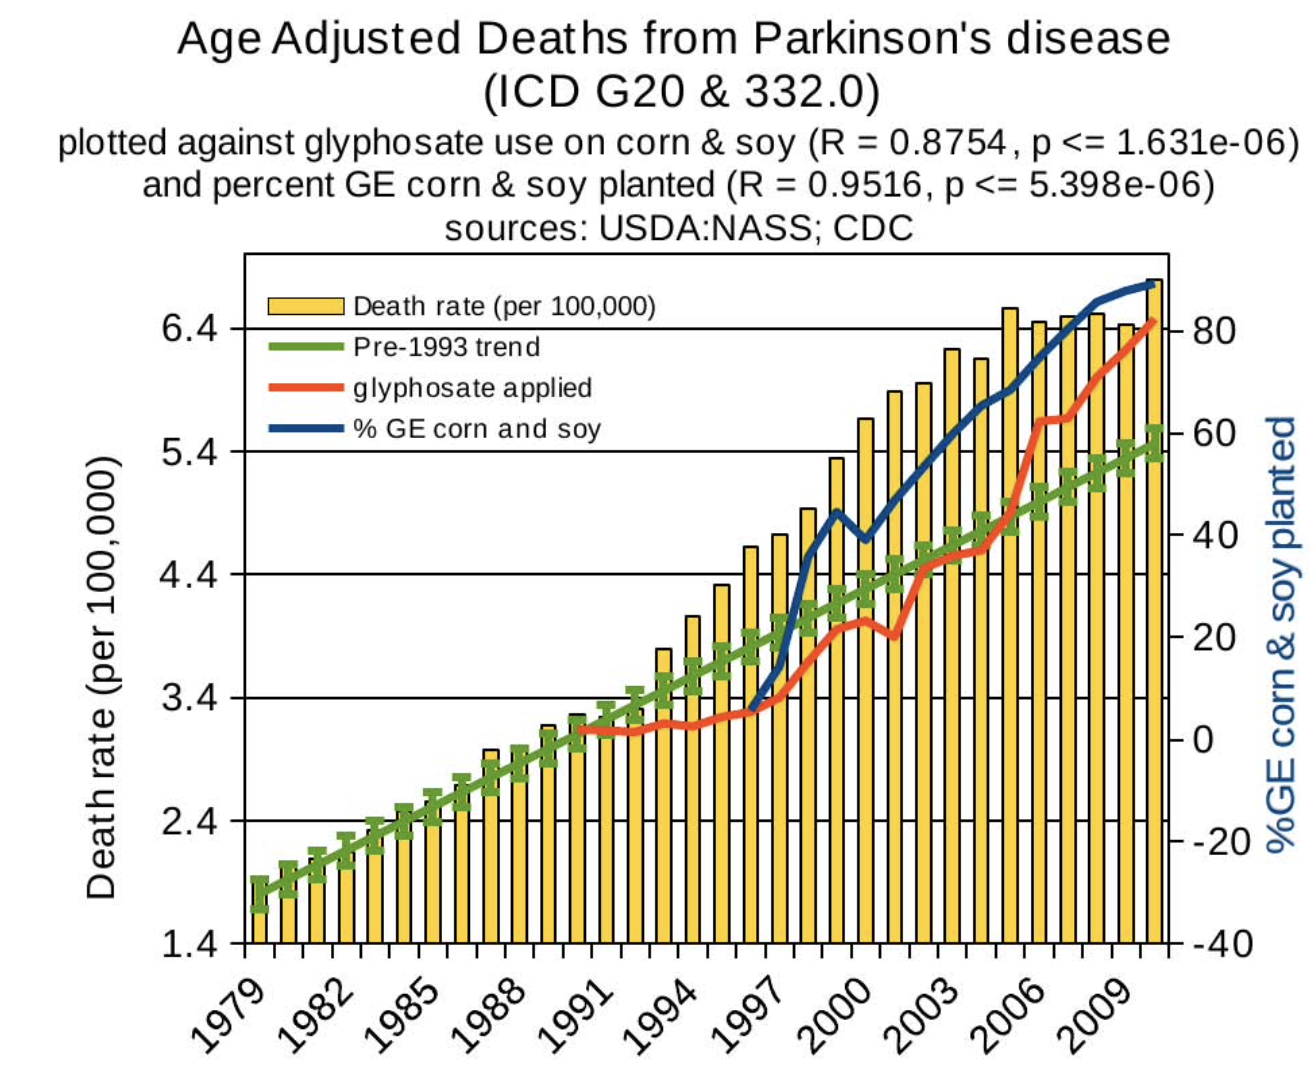 Age Adjusted Deaths from Parkinson's disease
(ICD G20 & 332.0)
plotted against glyphosate use on corn & soy (R = 0.8754, p <= 1.631e-06)
and percent GE corn & soy planted (R = 0.9516, p <= 5.398e-06)
sources: USDA:NASS; CDC
Death rate (per 100,000)
Pre-1993 trend
glyphosate applied
% GE corn and soy
Death rate (per 100,000)
6.4
5.4
4.4
3.4
2.4
1.4
80
60
40
20
0
-20
-40
%GE corn & soy planted
1979
1982
1985
1988
1991
1994
1997
2000
2003
2006
2009